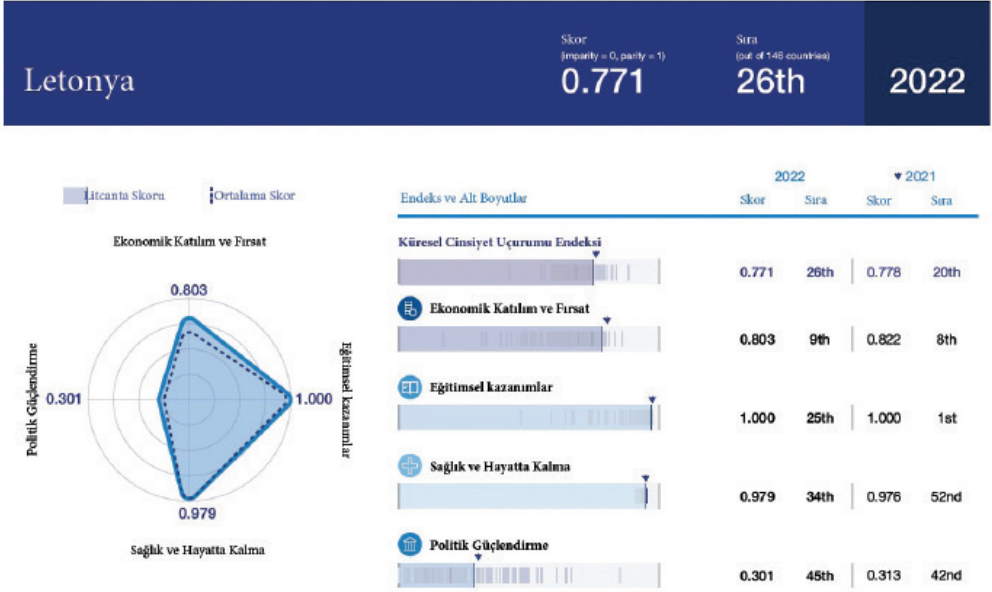 Letonya
Skor
(imparity = 0, parity = 1)
0.771
Sıra
(out of 146 countries)
26th
2022
Litcanta Skoru
Ortalama Skor
Ekonomik Katılım ve Fırsat
0.803
Politik Güçlendirme
0.301
1.000
Eğitimsel kazanımlar
0.979
Sağlık ve Hayatta Kalma
2022 2021
Endeks ve Alt Boyutlar Skor Sıra Skor Sıra
Küresel Cinsiyet Uçurumu Endeksi
0.771 26th 0.778 20th
Ekonomik Katılım ve Fırsat
0.803 9th 0.822 8th
Eğitimsel kazanımlar
1.000 25th 1.000 1st
Sağlık ve Hayatta Kalma
0.979 34th 0.976 52nd
Politik Güçlendirme
0.301 45th 0.313 42nd